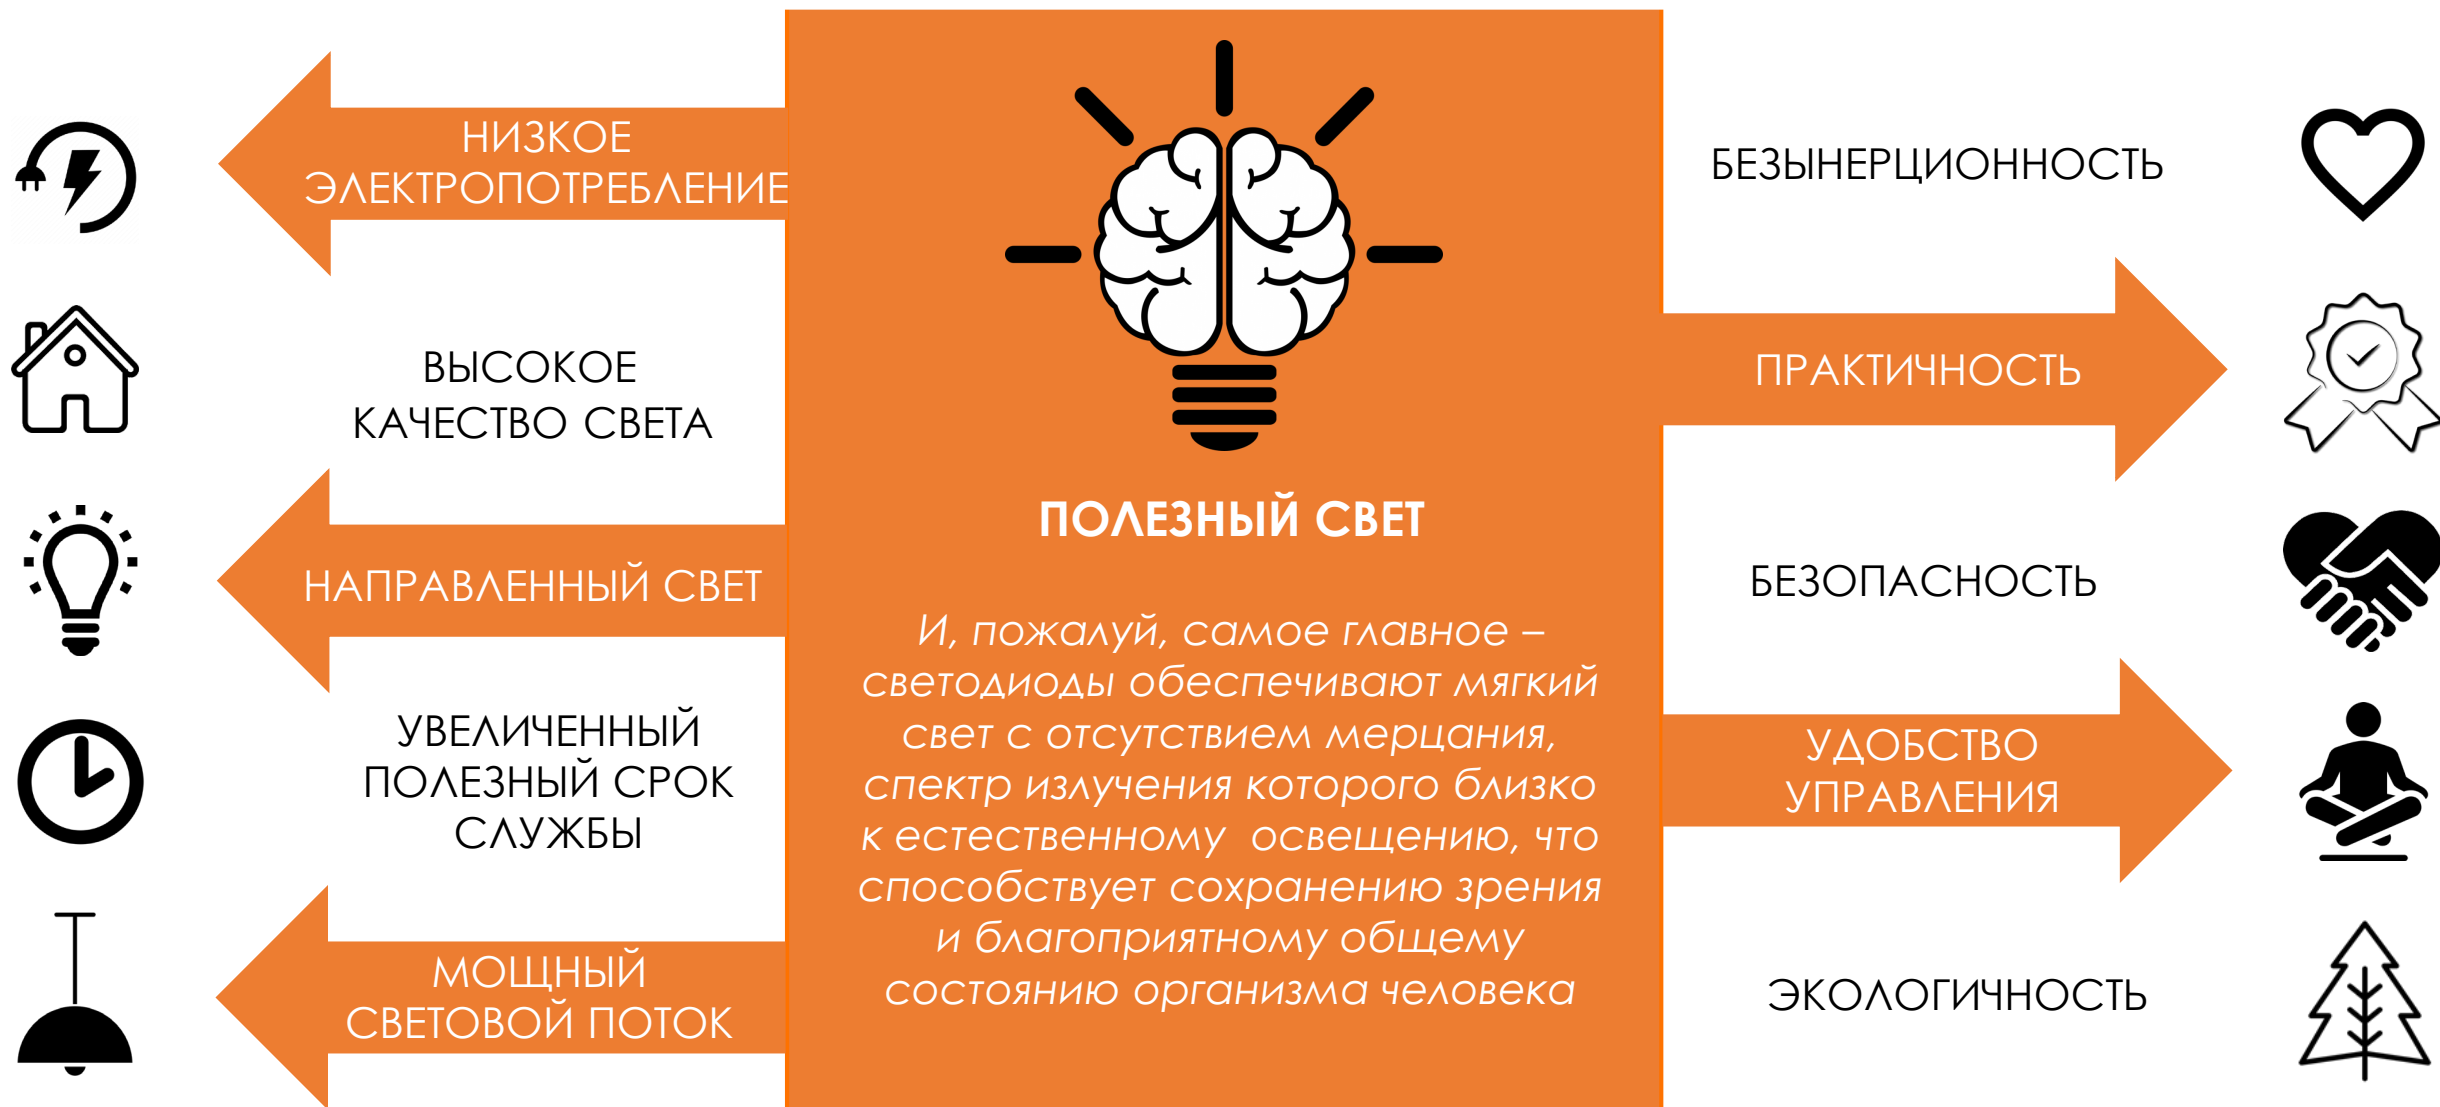 НИЗКОЕ
ЭЛЕКТРОПОТРЕБЛЕНИЕ
ВЫСОКОЕ
КАЧЕСТВО СВЕТА
НАПРАВЛЕННЫЙ СВЕТ
УВЕЛИЧЕННЫЙ
ПОЛЕЗНЫЙ СРОК
СЛУЖБЫ
МОЩНЫЙ
СВЕТОВОЙ ПОТОК
ПОЛЕЗНЫЙ СВЕТ
И, пожалуй, самое главное –
светодиоды обеспечивают мягкий
свет с отсутствием мерцания,
спектр излучения которого близко
к естественному освещению, что
способствует сохранению зрения
и благоприятному общему
состоянию организма человека
БЕЗЫНЕРЦИОННОСТЬ
ПРАКТИЧНОСТЬ
БЕЗОПАСНОСТЬ
УДОБСТВО
УПРАВЛЕНИЯ
ЭКОЛОГИЧНОСТЬ